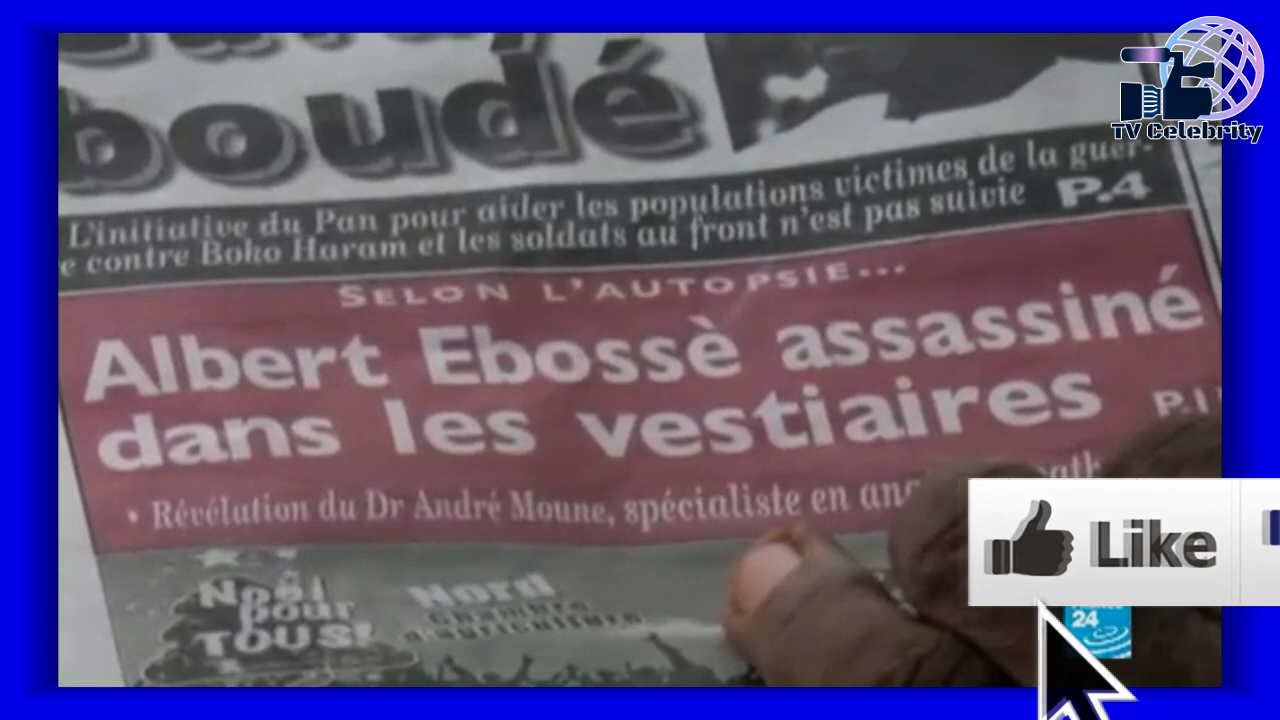 TV Celebrity
boudé
L'initiative du Pan pour aider les populations victimes de la guer-
e contre Boko Haram et les soldats au front n'est pas suivie P.4
SELON L'AUTOPSIE...
Albert Ebossè assassiné
dans les vestiaires
• Révélation du Dr André Moune, spécialiste en
Noël
pour
TOUS!
Nord
Chambre
d'agriculture
Like
24